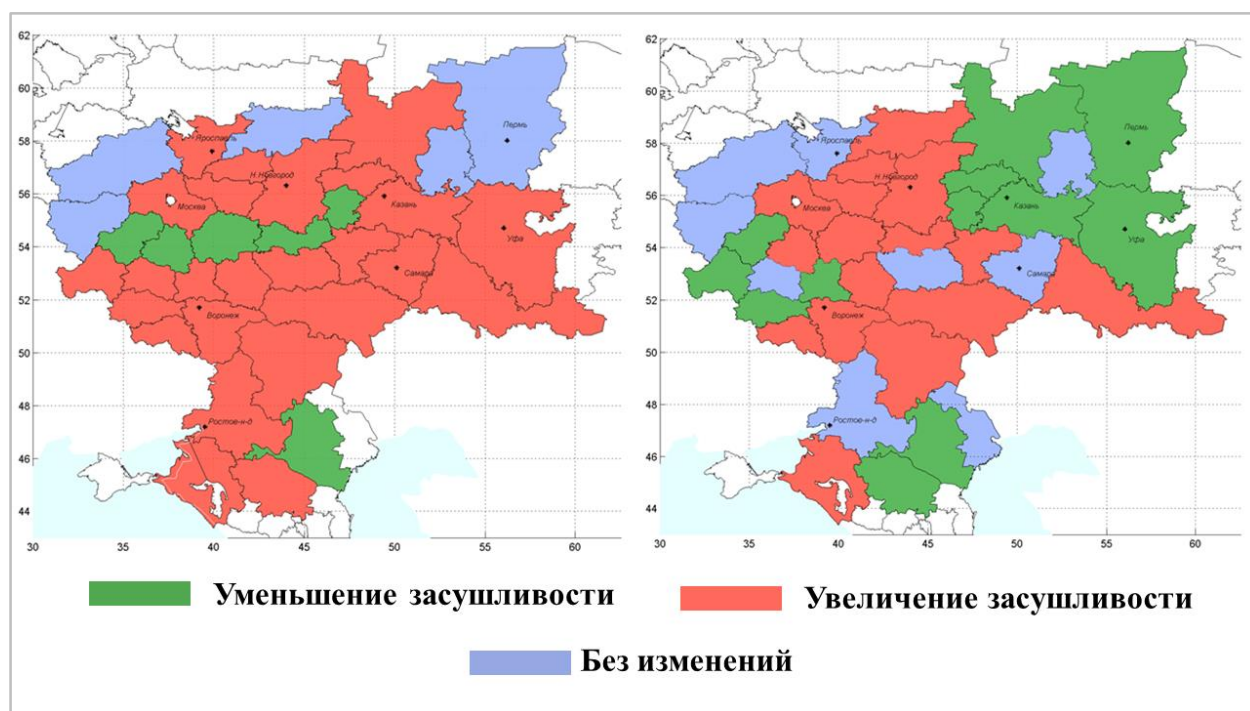 62
60
58
56
54
52
50
48
46
44
30
35
40
45
50
55
60
Ярославль
Пермь
Н.Новгород
Москва
Казань
Уфа
Самара
Воронеж
Ростов-н-д
62
60
58
56
54
52
50
48
46
44
30
35
40
45
50
55
60
Ярославль
Пермь
Н.Новгород
Москва
Казань
Уфа
Самара
Воронеж
Ростов-н-д
Уменьшение засушливости
Увеличение засушливости
Без изменений